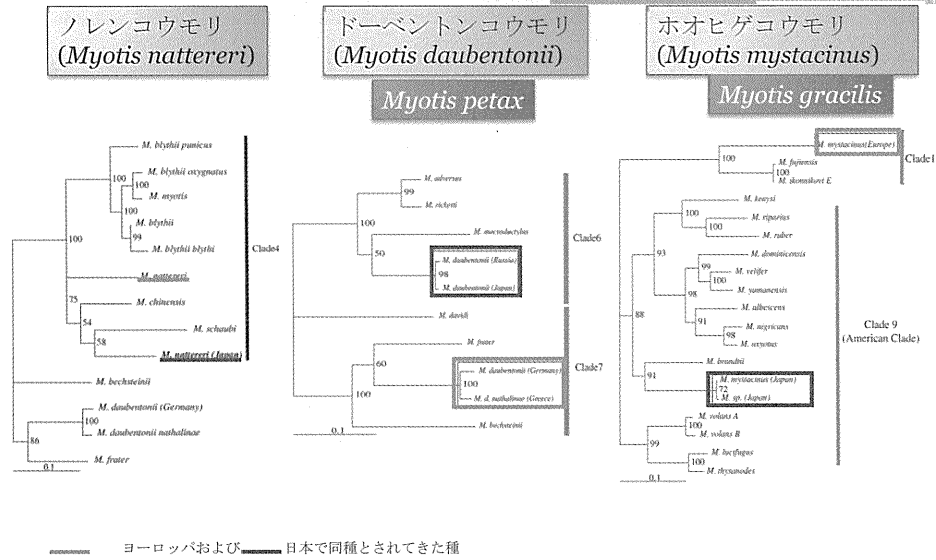 ノレンコウモリ
(Myotis nattereri)
ドーベントンコウモリ
(Myotis daubentonii)
Myotis petax
ホオヒゲコウモリ
(Myotis mystacinus)
Myotis gracilis
M. blythii punicus
M. blythii oxygnatus
100
100
M. myotis
100
M. blythii
99
M. blythii blythi
100
Clade4
M. nattereri
75
M. chinensis
54
M. schaubi
58
M. nattereri (Japan)
M. bechsteinii
M. daubentonii (Germany)
100
M. daubentonii nathalinae
86
M. frater
0.1
M. adversus
99
M. ricketti
100
M. macrodactylus
Clade6
50
M. daubentonii (Russia)
98
M. daubentonii (Japan)
M. davidi
M. frater
60
Clade7
M. daubentonii (Germany)
100
M. d. nathalinae (Greece)
100
M. bechsteinii
0.1
M. mystacinus(Europe)
100
M. fujiensis
Clade1
100
M. ikonnikovi E
M. keaysi
100
M. riparius
100
M. ruber
93
M. dominicensis
99
M. velifer
100
M. yumanensis
98
M. albescens
88
91
M. nigricans
98
M. oxyotus
Clade 9
(American Clade)
M. brandtii
91
M. mystacinus (Japan)
72
M. sp. (Japan)
M. volans A
100
M. volans B
99
M. lucifugus
100
M. thysanodes
0.1
ヨーロッパおよび 日本で同種とされてきた種